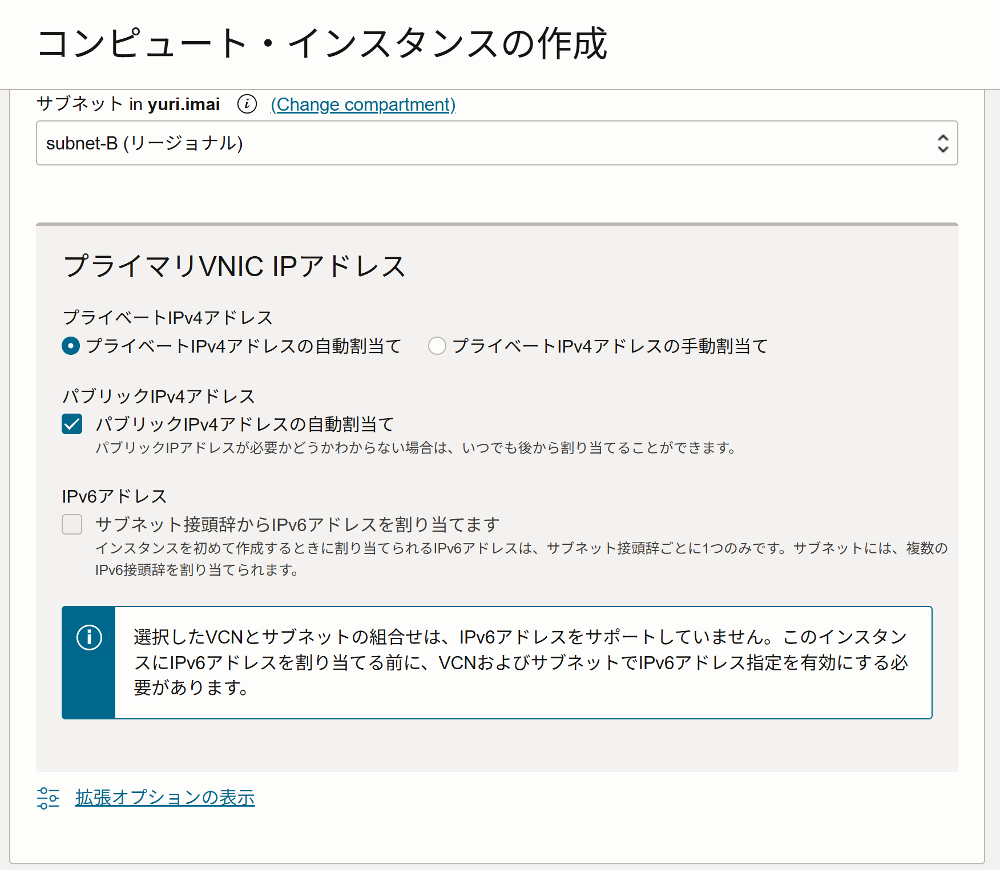 コンピュート・インスタンスの作成
サブネット in yuri.imai (Change compartment)
subnet-B (リージョナル)
プライマリVNIC IPアドレス
プライベートIPv4アドレス
プライベートIPv4アドレスの自動割当て プライベートIPv4アドレスの手動割当て
パブリックIPv4アドレス
パブリックIPv4アドレスの自動割当て
パブリックIPアドレスが必要かどうかわからない場合は、いつでも後から割り当てることができます。
IPv6アドレス
サブネット接頭辞からIPv6アドレスを割り当てます
インスタンスを初めて作成するときに割り当てられるIPv6アドレスは、サブネット接頭辞ごとに1つのみです。サブネットには、複数の
IPv6接頭辞を割り当てられます。
選択したVCNとサブネットの組合せは、IPv6アドレスをサポートしていません。このインスタン
スにIPv6アドレスを割り当てる前に、VCNおよびサブネットでIPv6アドレス指定を有効にする必
要があります。
拡張オプションの表示